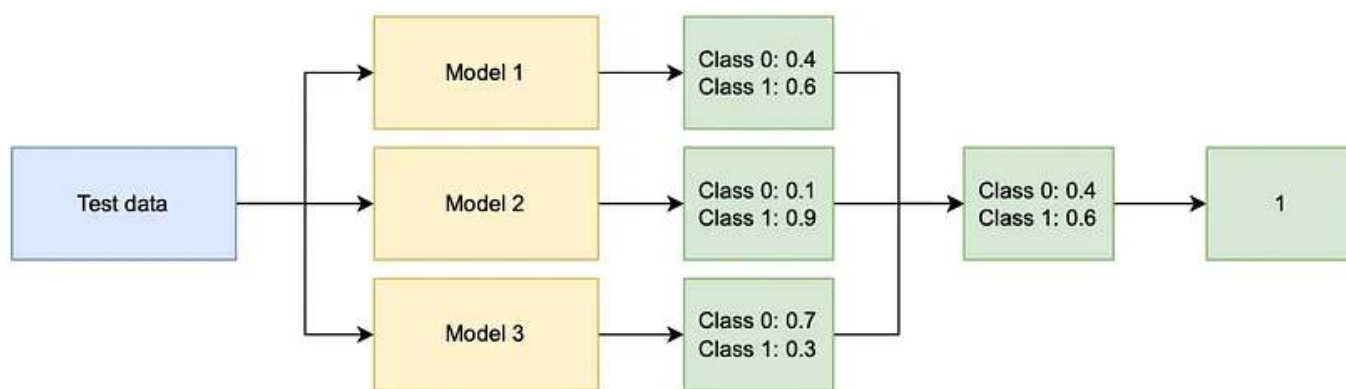 Test data
Model 1
Model 2
Model 3
Class 0: 0.4
Class 1: 0.6
Class 0: 0.1
Class 1: 0.9
Class 0: 0.7
Class 1: 0.3
Class 0: 0.4
Class 1: 0.6
1